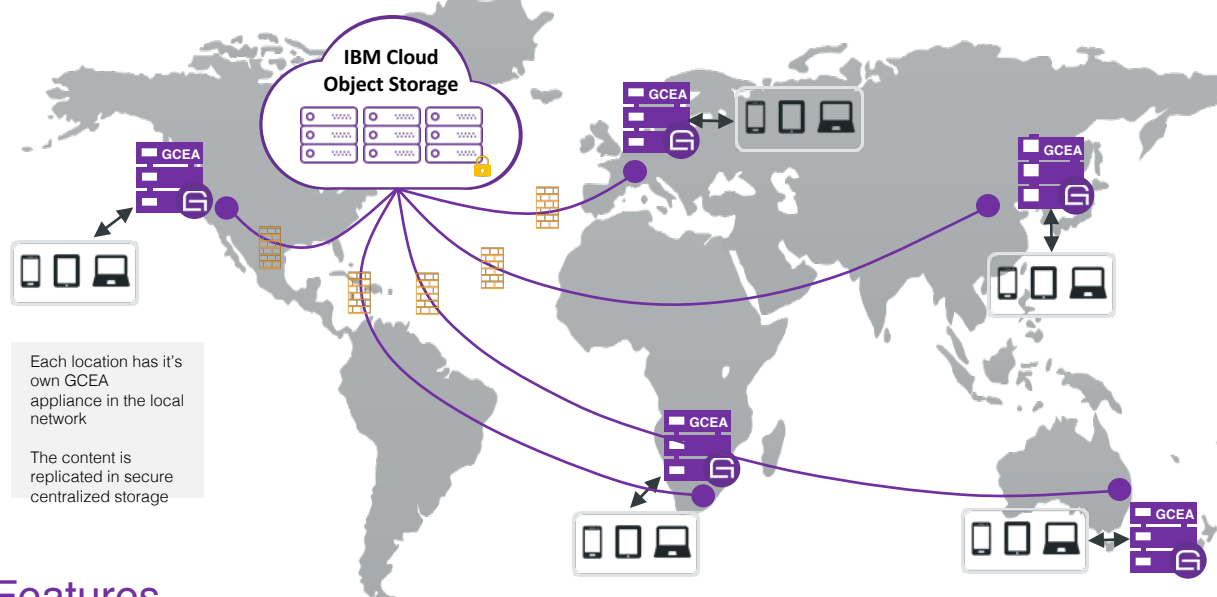 IBM Cloud
Object Storage
GCEA
GCEA
GCEA
Each location has it's
own GCEA
appliance in the local
network
The content is
replicated in secure
centralized storage
GCEA
GCEA
Features